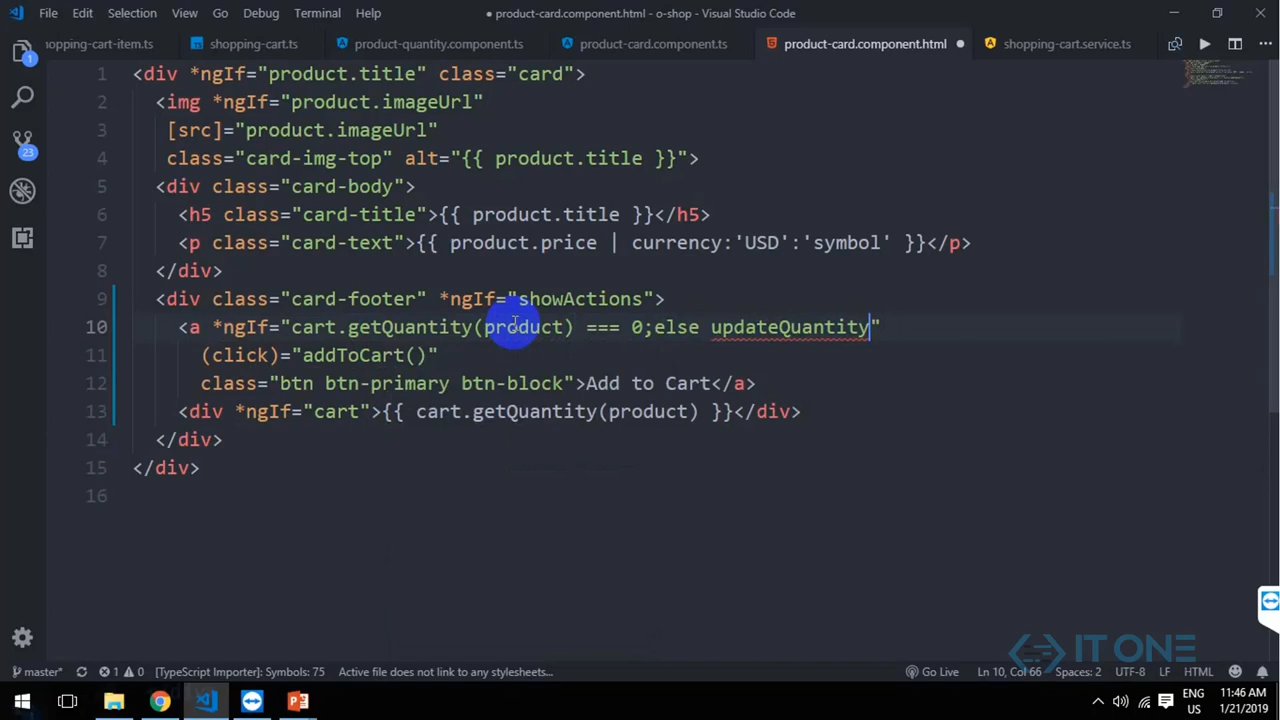 File Edit Selection View Go Debug Terminal Help
● product-card.component.html - o-shop - Visual Studio Code
hopping-cart-item.ts shopping-cart.ts product-quantity.component.ts product-card.component.ts product-card.component.html ● shopping-cart.service.ts
1 <div *ngIf="product.title" class="card">
2 <img *ngIf="product.imageUrl"
3 [src]="product.imageUrl"
4 class="card-img-top" alt="{{ product.title }}">
5 <div class="card-body">
6 <h5 class="card-title">{{ product.title }}</h5>
7 <p class="card-text">{{ product.price | currency:'USD':'symbol' }}</p>
8 </div>
9 <div class="card-footer" *ngIf="showActions">
10 <a *ngIf="cart.getQuantity(product) === 0;else updateQuantity"
11 (click)="addToCart()"
12 class="btn btn-primary btn-block">Add to Cart</a>
13 <div *ngIf="cart">{{ cart.getQuantity(product) }}</div>
14 </div>
15 </div>
16
1
23
IT ONE
master* 1 0 [TypeScript Importer]: Symbols: 75 Active file does not link to any stylesheets... Go Live Ln 10, Col 66 Spaces: 2 UTF-8 LF HTML
ENG 11:46 AM
US 1/21/2019